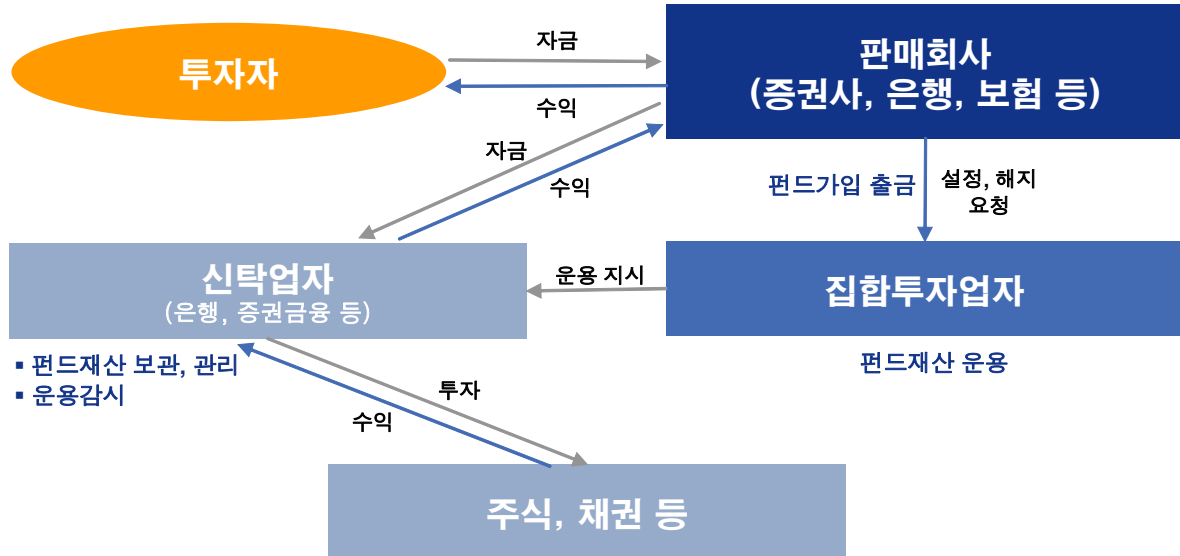 투자자
자금
수익
판매회사
(증권사, 은행, 보험 등)
자금
수익
펀드가입 출금
설정, 해지
요청
신탁업자
(은행, 증권금융 등)
운용 지시
집합투자업자
▪ 펀드재산 보관, 관리
▪ 운용감시
펀드재산 운용
투자
수익
주식, 채권 등